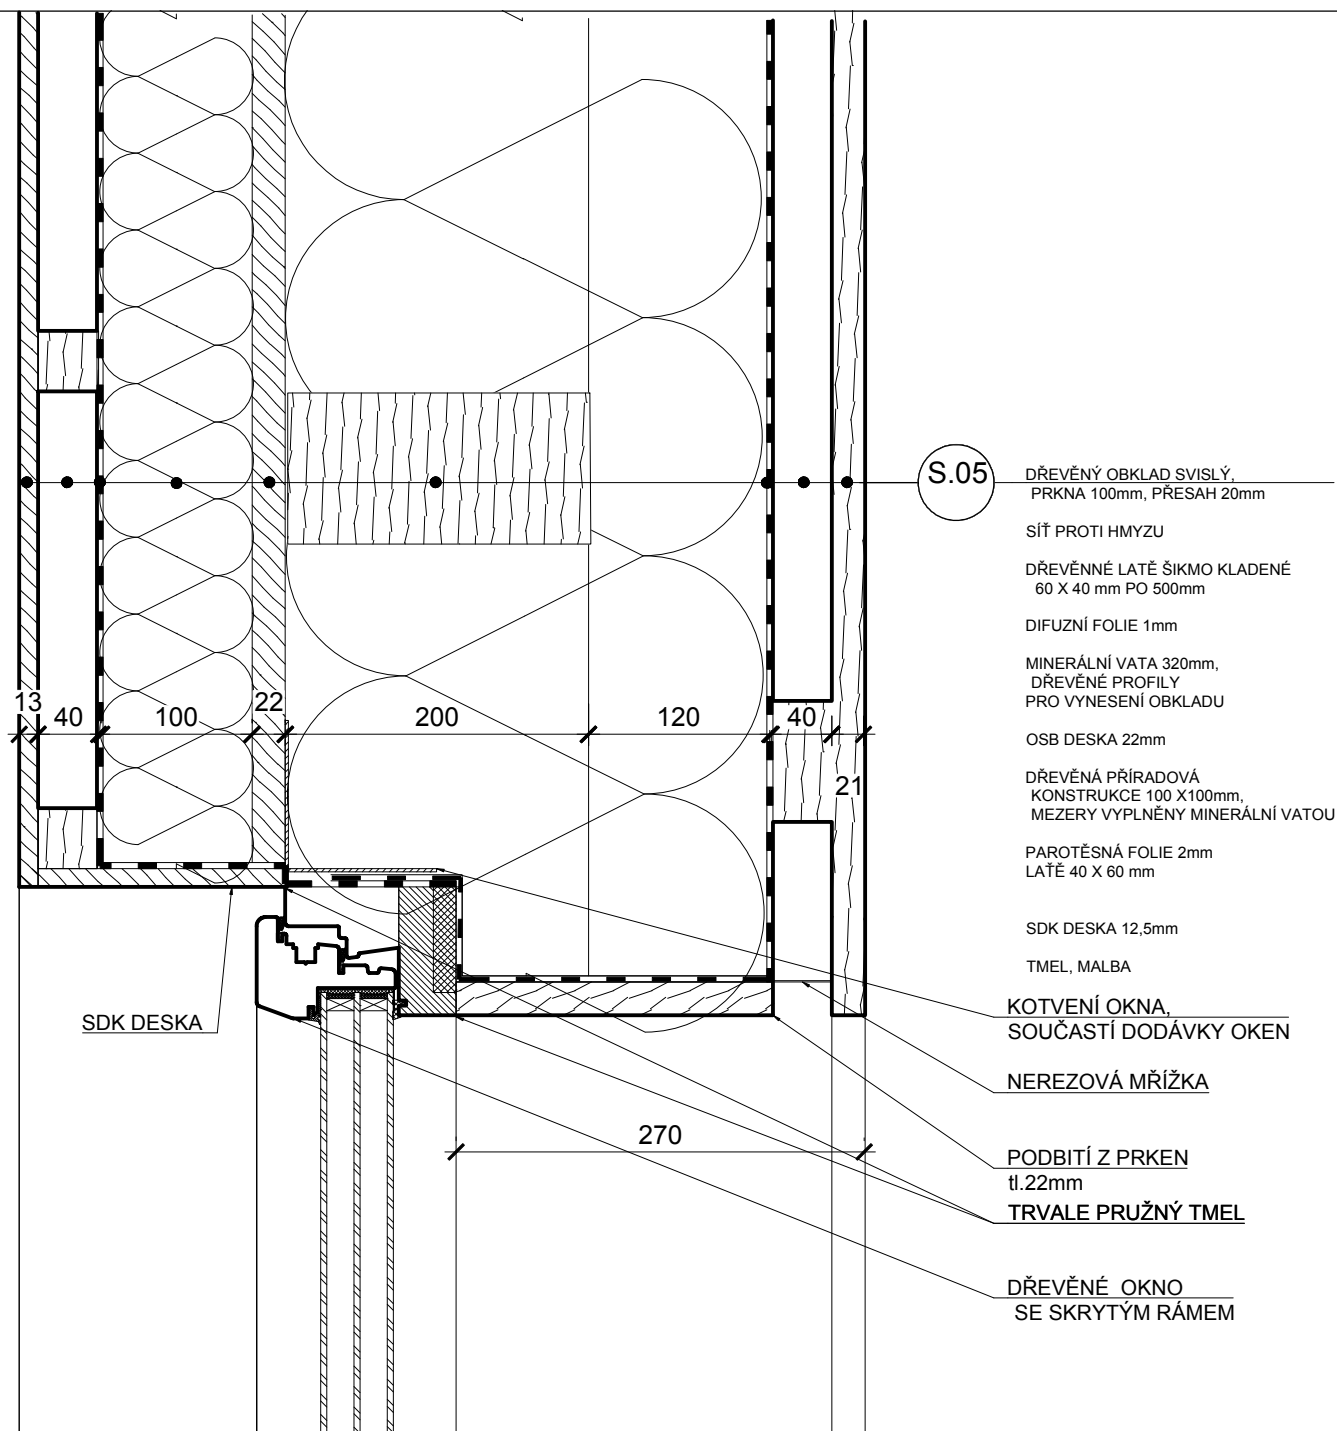 S.05
DŘEVĚNÝ OBKLAD SVISLÝ,
PRKNA 100mm, PŘESAH 20mm
SÍŤ PROTI HMYZU
DŘEVĚNNÉ LATĚ ŠIKMO KLADENÉ
60 X 40 mm PO 500mm
DIFUZNÍ FOLIE 1mm
MINERÁLNÍ VATA 320mm,
DŘEVĚNÉ PROFILY
PRO VYNESENÍ OBKLADU
OSB DESKA 22mm
DŘEVĚNÁ PŘÍRADOVÁ
KONSTRUKCE 100 X100mm,
MEZERY VYPLNĚNY MINERÁLNÍ VATOU
PAROTĚSNÁ FOLIE 2mm
LAŤĚ 40 X 60 mm
SDK DESKA 12,5mm
TMEL, MALBA
13 40 100 22 200 120 40
21
SDK DESKA
KOTVENÍ OKNA,
SOUČASTÍ DODÁVKY OKEN
NEREZOVÁ MŘÍŽKA
270
PODBITÍ Z PRKEN
tl.22mm
TRVALE PRUŽNÝ TMEL
DŘEVĚNÉ OKNO
SE SKRYTÝM RÁMEM